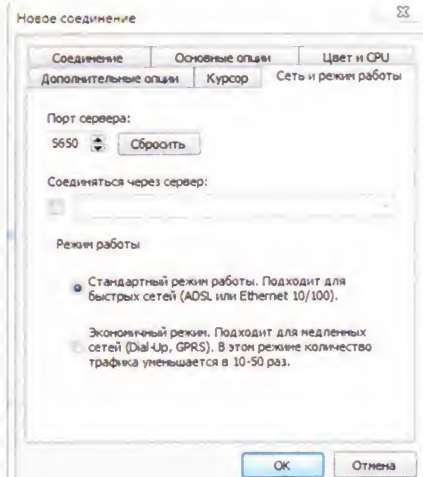 Новое соединение
Соединение
Основные опции
Цвет и CPU
Дополнительные опции
Курсор
Сеть и режим работы
Порт сервера:
5650
Сбросить
Соединяться через сервер:
Режим работы
Стандартный режим работы. Подходит для
быстрых сетей (ADSL или Ethernet 10/100).
Экономичный режим. Подходит для медленных
сетей (Dial-Up, GPRS). В этом режиме количество
трафика уменьшается в 10-50 раз.
OK
Отмена